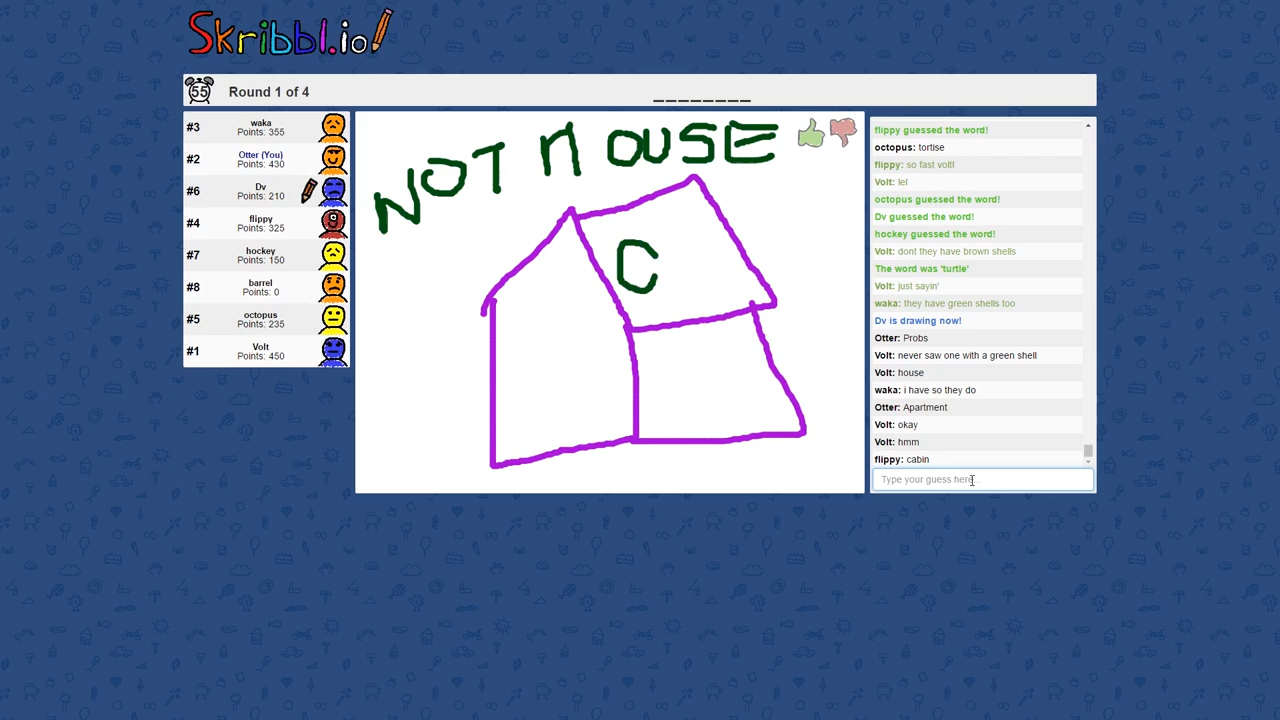 Skribbl.io!
55
Round 1 of 4
________
#3
waka
Points: 355
#2
Otter (You)
Points: 430
#6
Dv
Points: 210
#4
flippy
Points: 325
#7
hockey
Points: 150
#8
barrel
Points: 0
#5
octopus
Points: 235
#1
Volt
Points: 450
NOT HOUSE
C
flippy guessed the word!
octopus: tortise
flippy: so fast volt!
Volt: lel
octopus guessed the word!
Dv guessed the word!
hockey guessed the word!
Volt: dont they have brown shells
The word was 'turtle'
Volt: just sayin'
waka: they have green shells too
Dv is drawing now!
Otter: Probs
Volt: never saw one with a green shell
Volt: house
waka: i have so they do
Otter: Apartment
Volt: okay
Volt: hmm
flippy: cabin
Type your guess here...